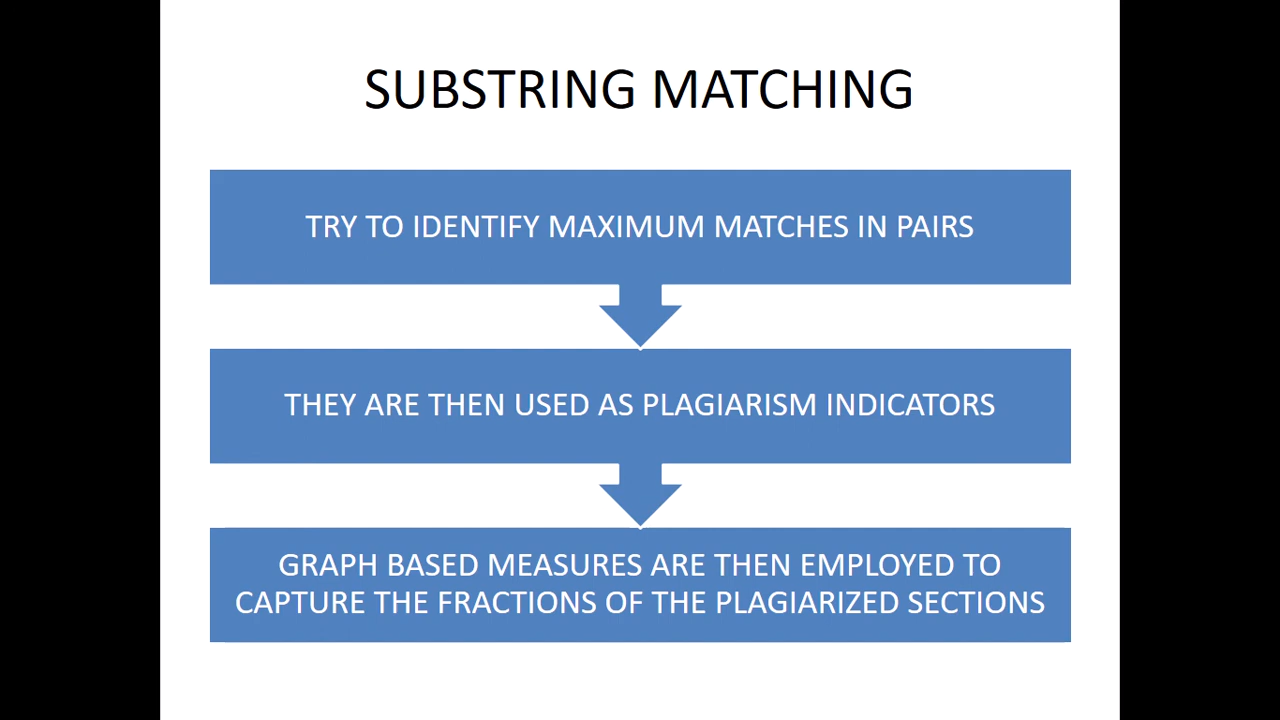 SUBSTRING MATCHING
TRY TO IDENTIFY MAXIMUM MATCHES IN PAIRS
THEY ARE THEN USED AS PLAGIARISM INDICATORS
GRAPH BASED MEASURES ARE THEN EMPLOYED TO
CAPTURE THE FRACTIONS OF THE PLAGIARIZED SECTIONS